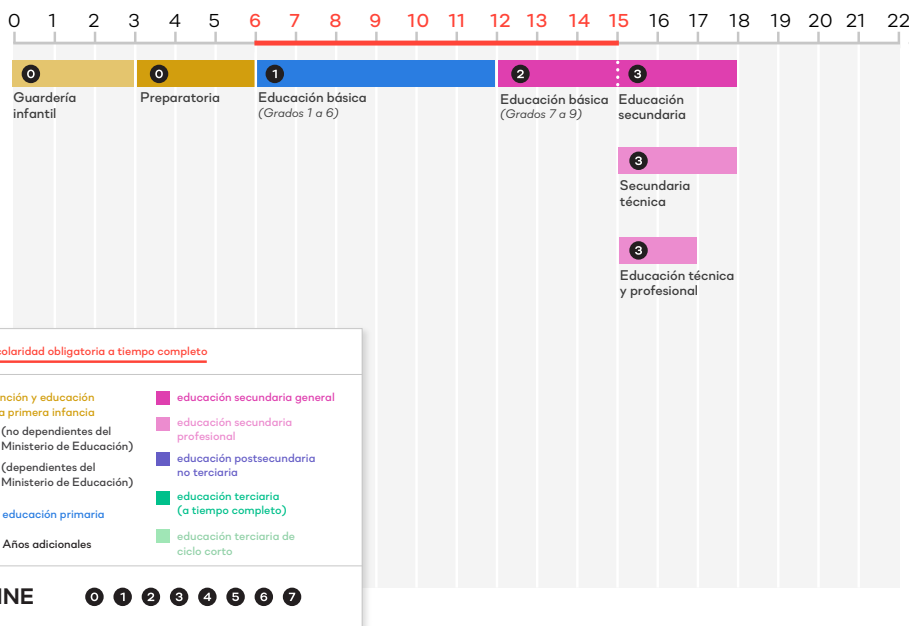 0 1 2 3 4 5 6 7 8 9 10 11 12 13 14 15 16 17 18 19 20 21 22
0 0 1 2 3
Guardería
infantil
Preparatoria
Educación básica
(Grados 1 a 6)
Educación básica
(Grados 7 a 9)
Educación
secundaria
3
Secundaria
técnica
3
Educación técnica
y profesional
colaridad obligatoria a tiempo completo
nción y educación
a primera infancia
(no dependientes del
Ministerio de Educación)
(dependientes del
Ministerio de Educación)
educación primaria
Años adicionales
educación secundaria general
educación secundaria
profesional
educación postsecundaria
no terciaria
educación terciaria
(a tiempo completo)
educación terciaria de
ciclo corto
INE 0 1 2 3 4 5 6 7